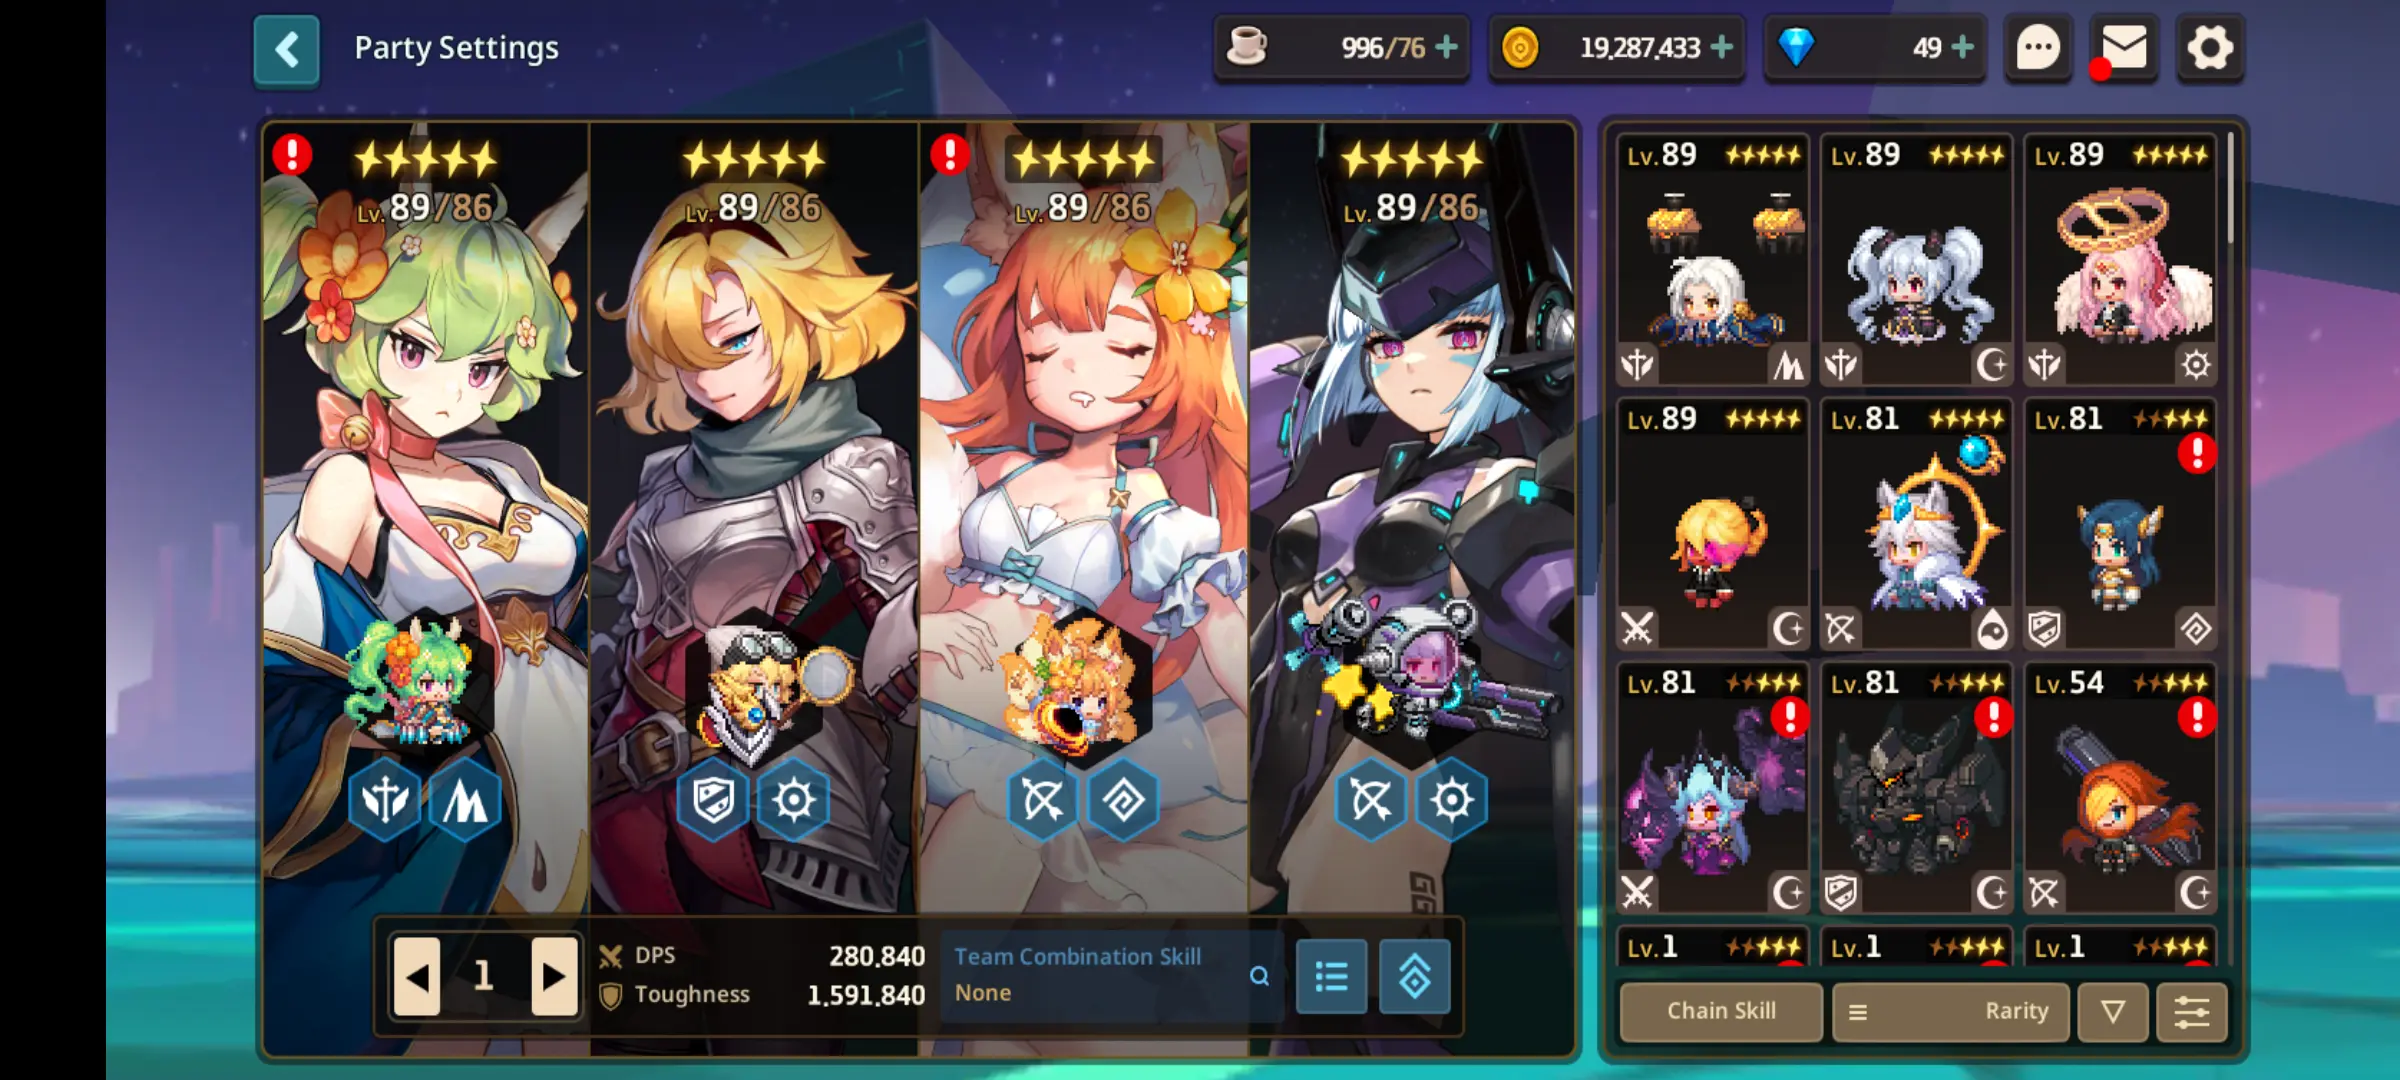 Party Settings
996/76
19,287,433
49
Lv.89/86
Lv.89/86
Lv.89/86
Lv.89/86
Lv.89
Lv.89
Lv.89
Lv.89
Lv.81
Lv.81
Lv.81
Lv.81
Lv.54
Lv.1
Lv.1
Lv.1
1
DPS 280,840
Toughness 1,591,840
Team Combination Skill
None
Chain Skill
Rarity